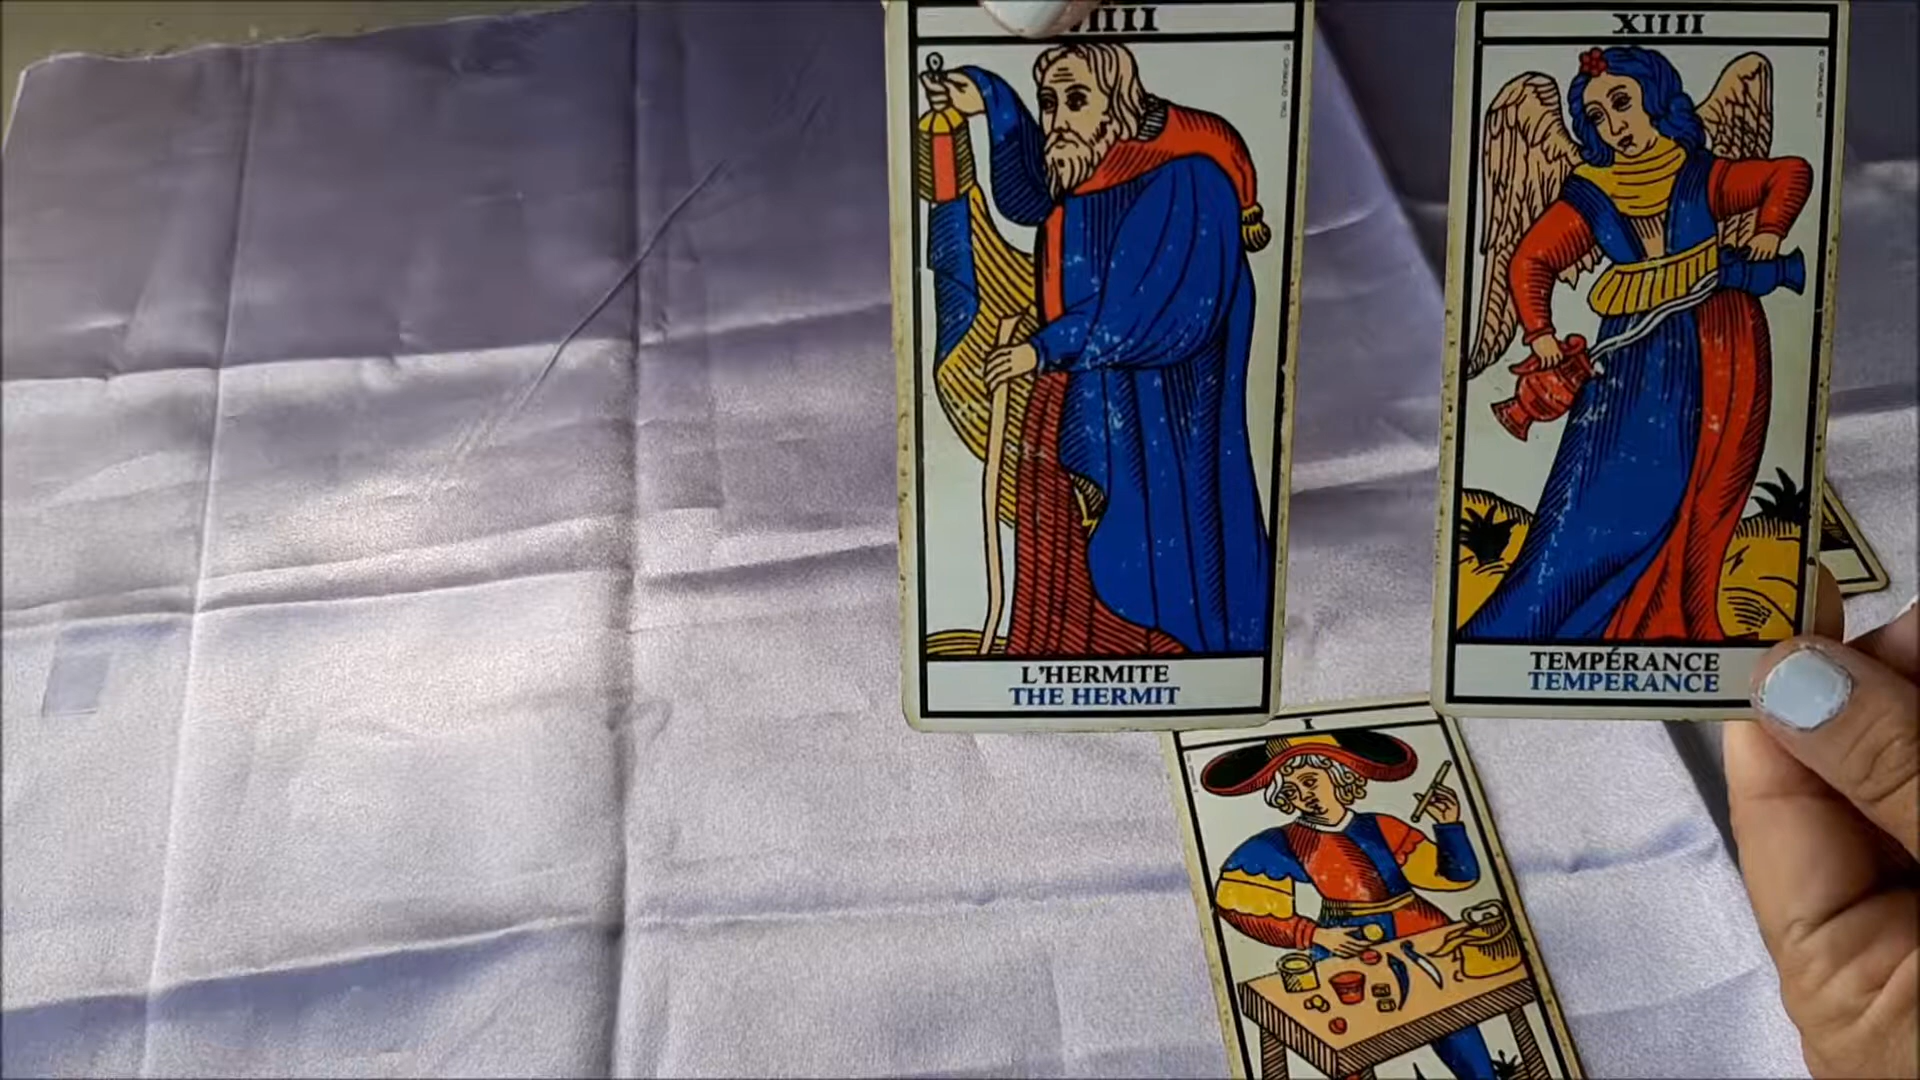 VIIII
L'HERMITE
THE HERMIT
XIIII
TEMPÉRANCE
TEMPERANCE
I